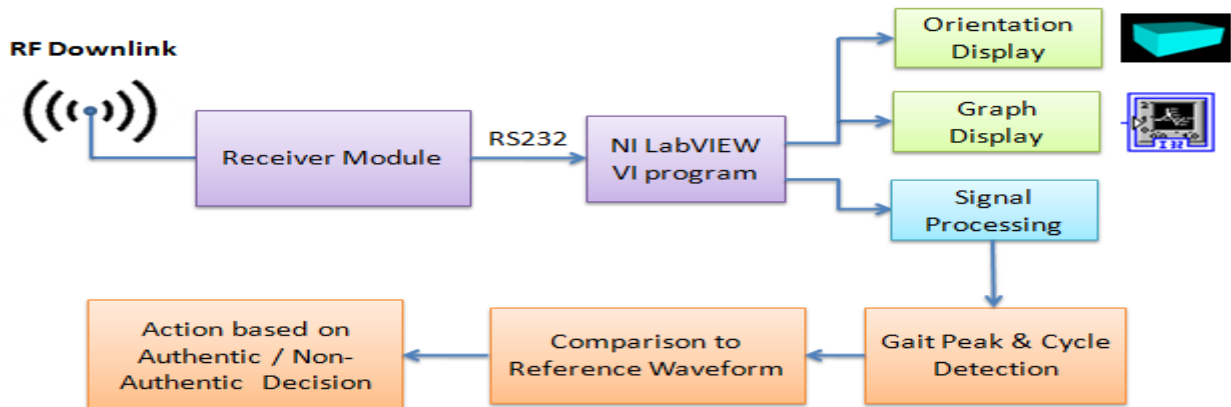 RF Downlink
Receiver Module
RS232
NI LabVIEW
VI program
Orientation
Display
Graph
Display
Signal
Processing
Gait Peak & Cycle
Detection
Comparison to
Reference Waveform
Action based on
Authentic / Non-
Authentic Decision